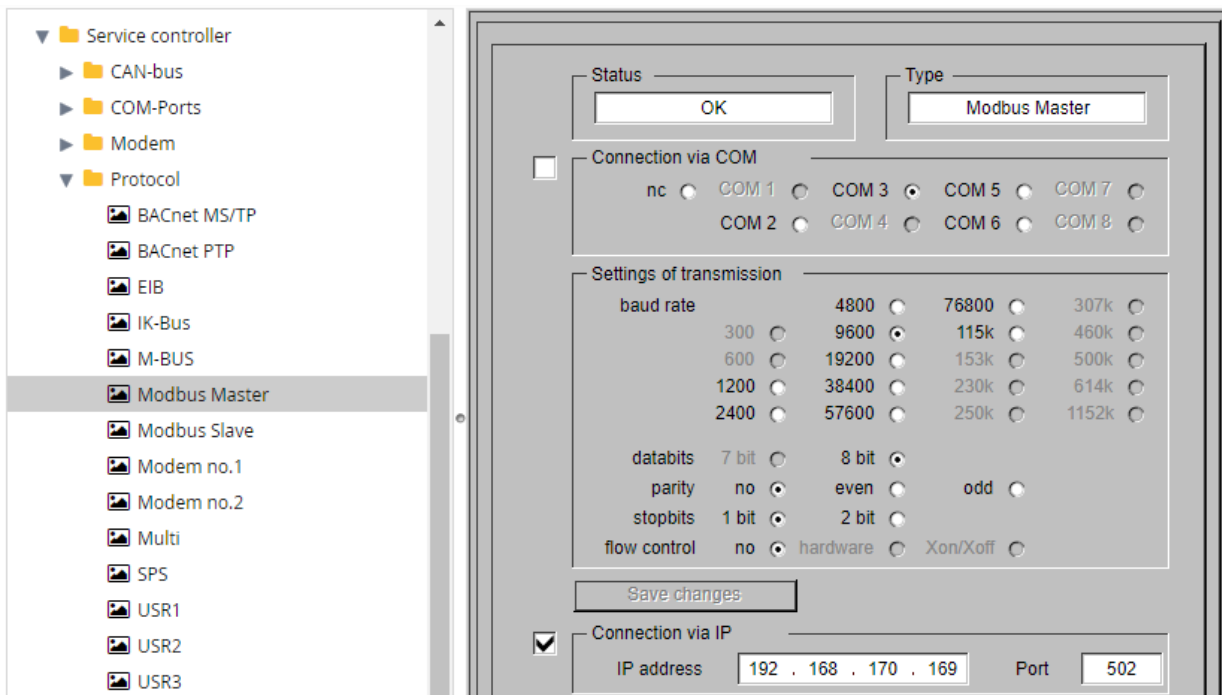 Service controller
CAN-bus
COM-Ports
Modem
Protocol
BACnet MS/TP
BACnet PTP
EIB
IK-Bus
M-BUS
Modbus Master
Modbus Slave
Modem no.1
Modem no.2
Multi
SPS
USR1
USR2
USR3
Status
OK
Type
Modbus Master
Connection via COM
nc COM 1 COM 3 COM 5 COM 7
COM 2 COM 4 COM 6 COM 8
Settings of transmission
baud rate 4800 76800 307k
300 9600 115k 460k
600 19200 153k 500k
1200 38400 230k 614k
2400 57600 250k 1152k
databits 7 bit 8 bit
parity no even odd
stopbits 1 bit 2 bit
flow control no hardware Xon/Xoff
Save changes
Connection via IP
IP address 192 . 168 . 170 . 169 Port 502